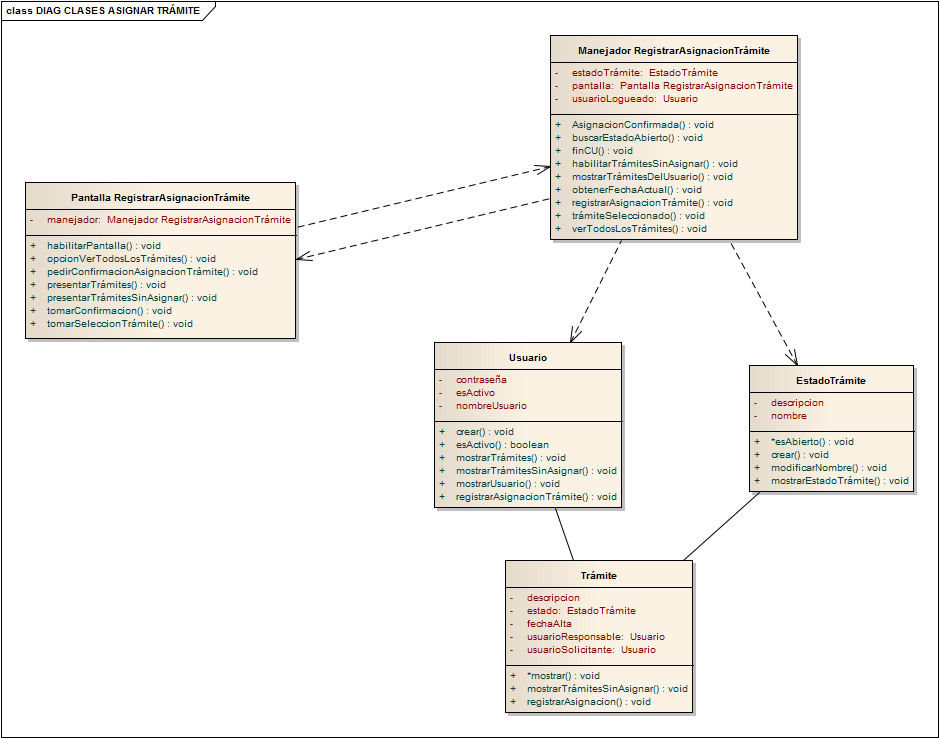 class DIAG CLASES ASIGNAR TRÁMITE
Manejador RegistrarAsignacionTrámite
- estadoTrámite: EstadoTrámite
- pantalla: Pantalla RegistrarAsignacionTrámite
- usuarioLogueado: Usuario
+ AsignacionConfirmada() : void
+ buscarEstadoAbierto() : void
+ finCU() : void
+ habilitarTrámitesSinAsignar() : void
+ mostrarTrámitesDelUsuario() : void
+ obtenerFechaActual() : void
+ registrarAsignacionTrámite() : void
+ trámiteSeleccionado() : void
+ verTodosLosTrámites() : void
Pantalla RegistrarAsignacionTrámite
- manejador: Manejador RegistrarAsignacionTrámite
+ habilitarPantalla() : void
+ opcionVerTodosLosTrámites() : void
+ pedirConfirmacionAsignacionTrámite() : void
+ presentarTrámites() : void
+ presentarTrámitesSinAsignar() : void
+ tomarConfirmacion() : void
+ tomarSeleccionTrámite() : void
Usuario
- contraseña
- esActivo
- nombreUsuario
+ crear() : void
+ esActivo() : boolean
+ mostrarTrámites() : void
+ mostrarTrámitesSinAsignar() : void
+ mostrarUsuario() : void
+ registrarAsignacionTrámite() : void
EstadoTrámite
- descripcion
- nombre
+ *esAbierto() : void
+ crear() : void
+ modificarNombre() : void
+ mostrarEstadoTrámite() : void
Trámite
- descripcion
- estado: EstadoTrámite
- fechaAlta
- usuarioResponsable: Usuario
- usuarioSolicitante: Usuario
+ *mostrar() : void
+ mostrarTrámitesSinAsignar() : void
+ registrarAsignacion() : void